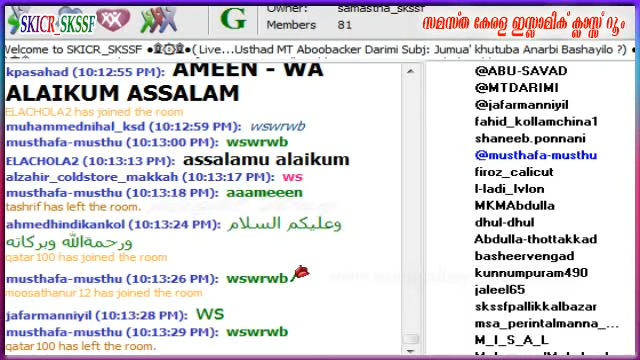 SKICR_SKSSF
G
Owner: samastha_skssf
Members 81
സമസ്ത കേരള ഇസ്ലാമിക് ക്ലാസ്സ് റൂം
Welcome to SKICR_SKSSF (Live...Usthad MT Aboobacker Darimi Subj: Jumua' khutuba Anarbi Bashayilo ?)
kpasahad (10:12:55 PM): AMEEN - WA
ALAIKUM ASSALAM
ELACHOLA2 has joined the room
muhammednihal_ksd (10:12:59 PM): wswrwb
musthafa-musthu (10:13:00 PM): wswrwb
ELACHOLA2 (10:13:13 PM): assalamu alaikum
alzahir_coldstore_makkah (10:13:17 PM): ws
musthafa-musthu (10:13:18 PM): aaameeen
tashrif has left the room.
ahmedhindikankol (10:13:24 PM): وعليكم السلام
ورحمةالله وبركاته
qatar100 has joined the room
musthafa-musthu (10:13:26 PM): wswrwb
moosathanur12 has joined the room
jafarmanniyil (10:13:28 PM): WS
musthafa-musthu (10:13:29 PM): wswrwb
qatar100 has left the room.
@ABU-SAVAD
@MTDARIMI
@jafarmanniyil
fahid_kollamchina1
shaneeb.ponnani
@musthafa-musthu
firoz_calicut
l-ladi_lvlon
MKMAbdulla
dhul-dhul
Abdulla-thottakkad
basheervengad
kunnumpuram490
jaleel65
skssfpallikkalbazar
msa_perintalmanna_...
M_I_S_A_L